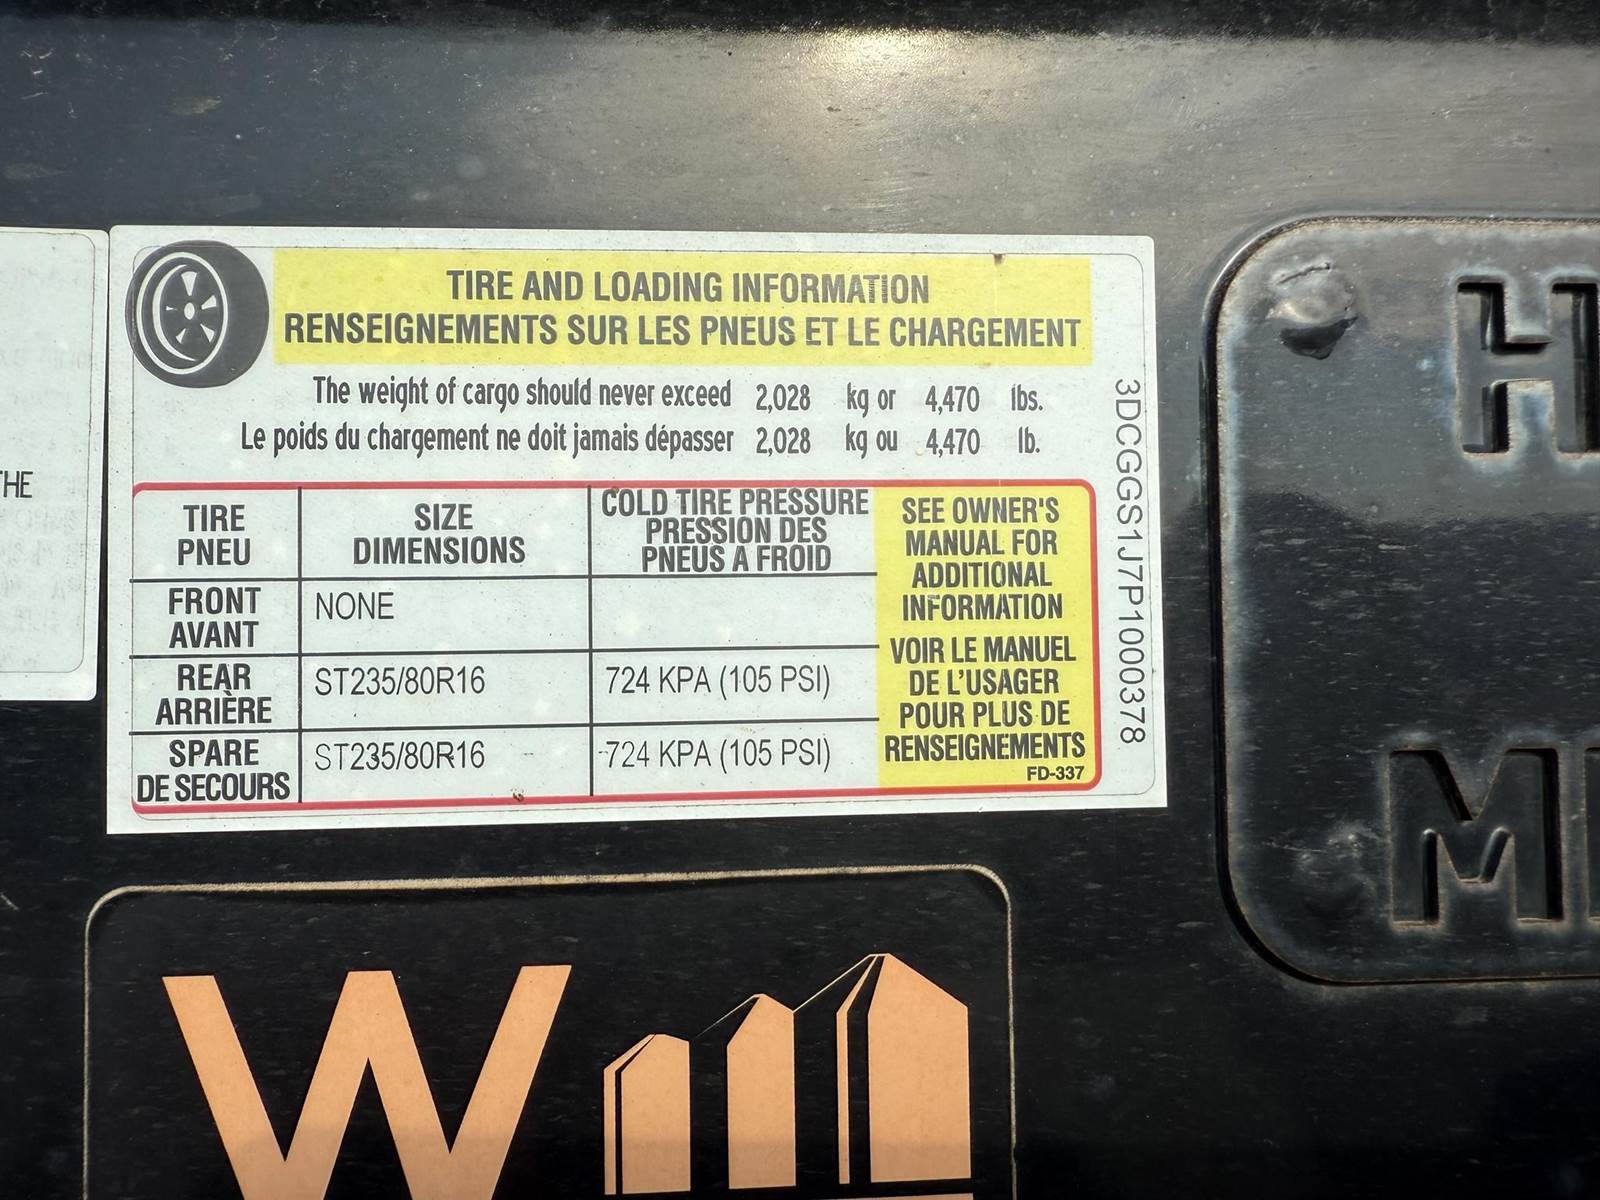 THE
TIRE AND LOADING INFORMATION
RENSEIGNEMENTS SUR LES PNEUS ET LE CHARGEMENT
The weight of cargo should never exceed 2,028 kg or 4,470 lbs.
Le poids du chargement ne doit jamais dépasser 2,028 kg ou 4,470 lb.
TIRE
PNEU
SIZE
DIMENSIONS
COLD TIRE PRESSURE
PRESSION DES
PNEUS A FROID
FRONT
AVANT
NONE
REAR
ARRIÈRE
ST235/80R16
724 KPA (105 PSI)
SPARE
DE SECOURS
ST235/80R16
724 KPA (105 PSI)
SEE OWNER'S
MANUAL FOR
ADDITIONAL
INFORMATION
VOIR LE MANUEL
DE L'USAGER
POUR PLUS DE
RENSEIGNEMENTS
FD-337
3DCGGGS1J7P1000378
H
M
W